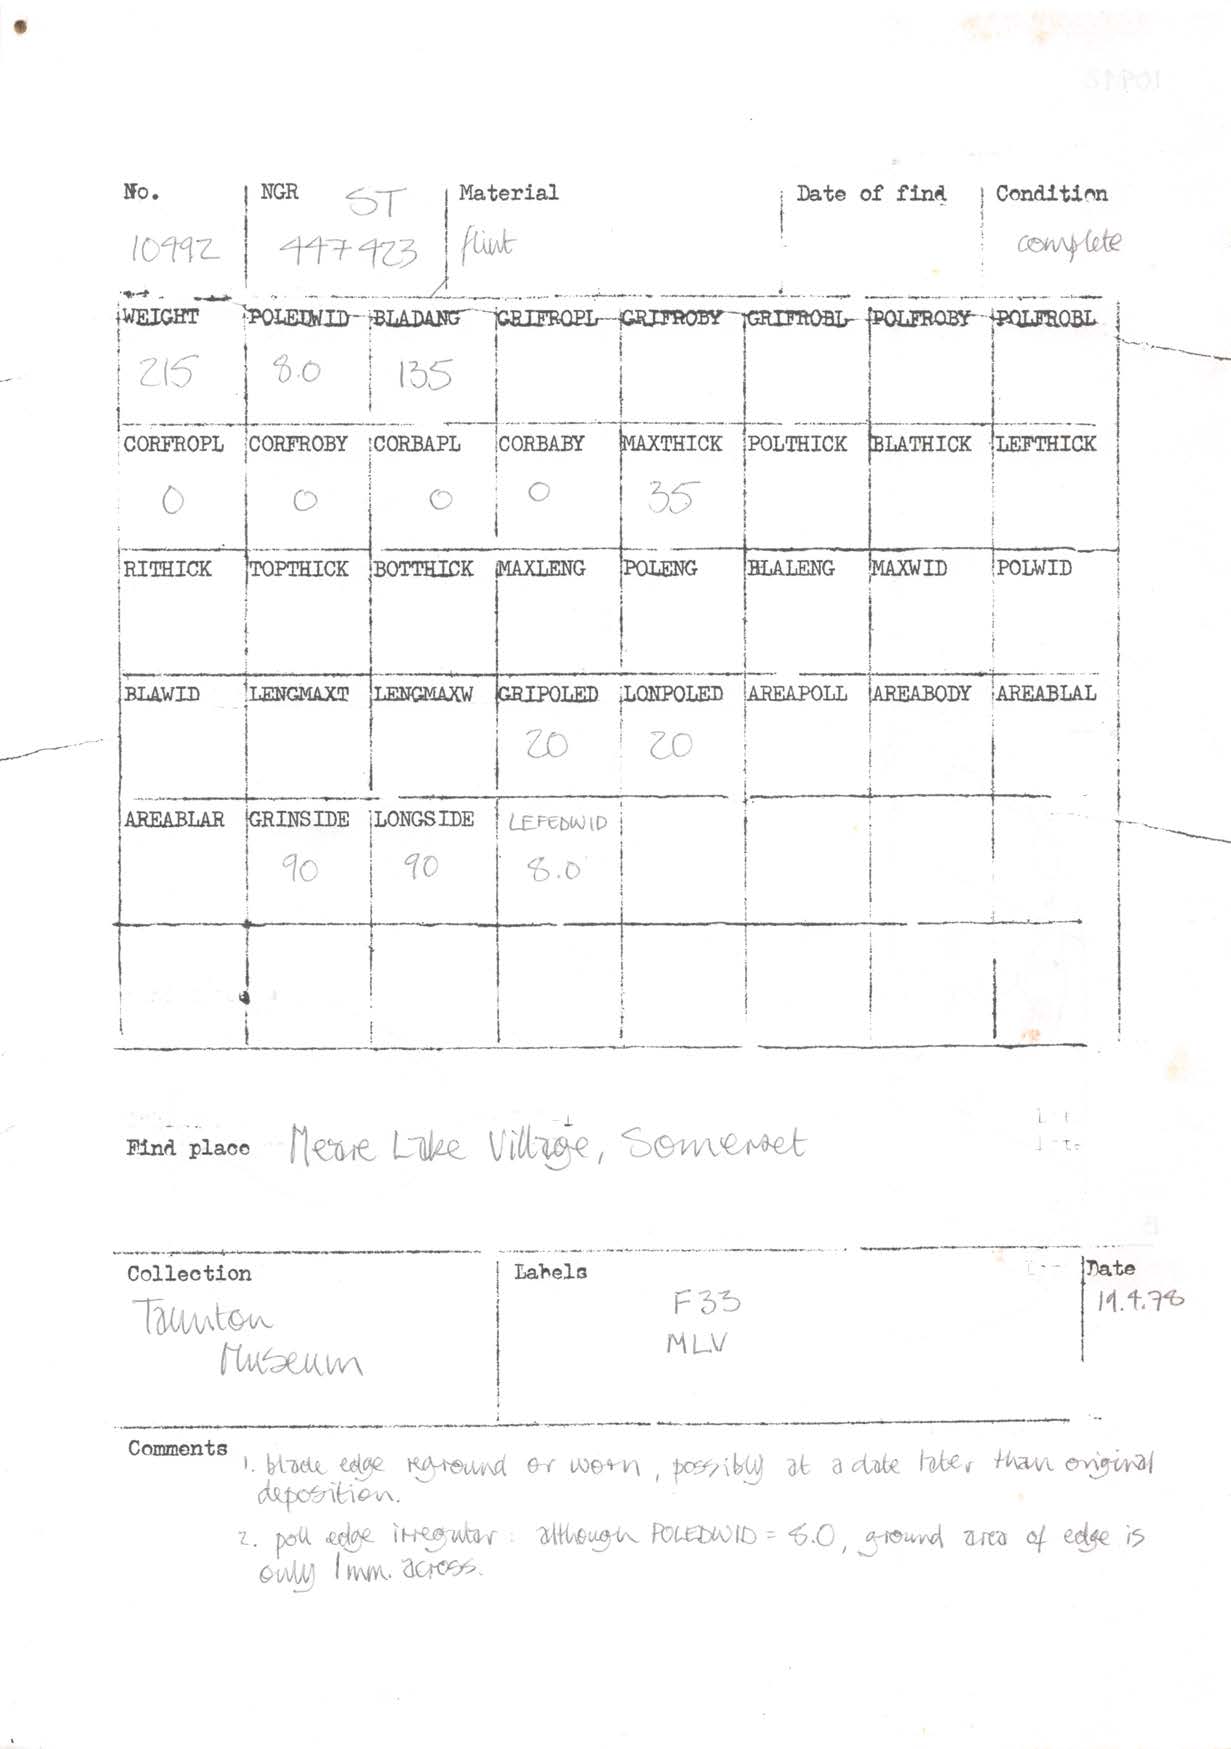 No. NGR ST Material Date of find Condition
10992 447423 flint complete
WEIGHT POLEDWID BLADANG GRIFROPL GRIFROBY GRIFROBL POLFROBY POLFROBL
215 8.0 135
CORFROPL CORFROBY CORBAPL CORBABY MAXTHICK POLTHICK BLATHICK LEFTHICK
0 0 0 0 35
RITHICK TOPTHICK BOTTHICK MAXLENG POLENG BLALENG MAXWID POLWID
BLAWID LENGMAXT LENGMAXW GRIPOLED LONPOLED AREAPOLL AREABODY AREABLAL
20 20
AREABLAR GRINSIDE LONGSIDE LEFEDWID
90 90 8.0
Find place Meare Lake Village, Somerset
Collection Labels Date
Taunton F33 19.4.78
Museum MLV
Comments 1. blade edge reground or worn, possibly at a date later than original
deposition.
2. poll edge irregular: although POLEDWID = 8.0, ground area of edge is
only 1mm. across.